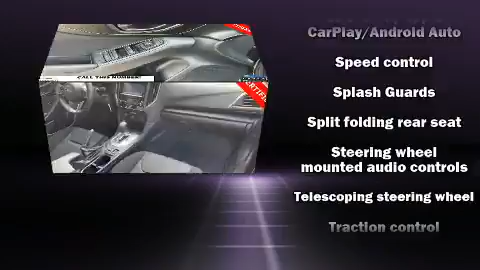 CarPlay/Android Auto
CALL THIS NUMBER!
Speed control
Splash Guards
Split folding rear seat
Steering wheel
mounted audio controls
Telescoping steering wheel
Traction control